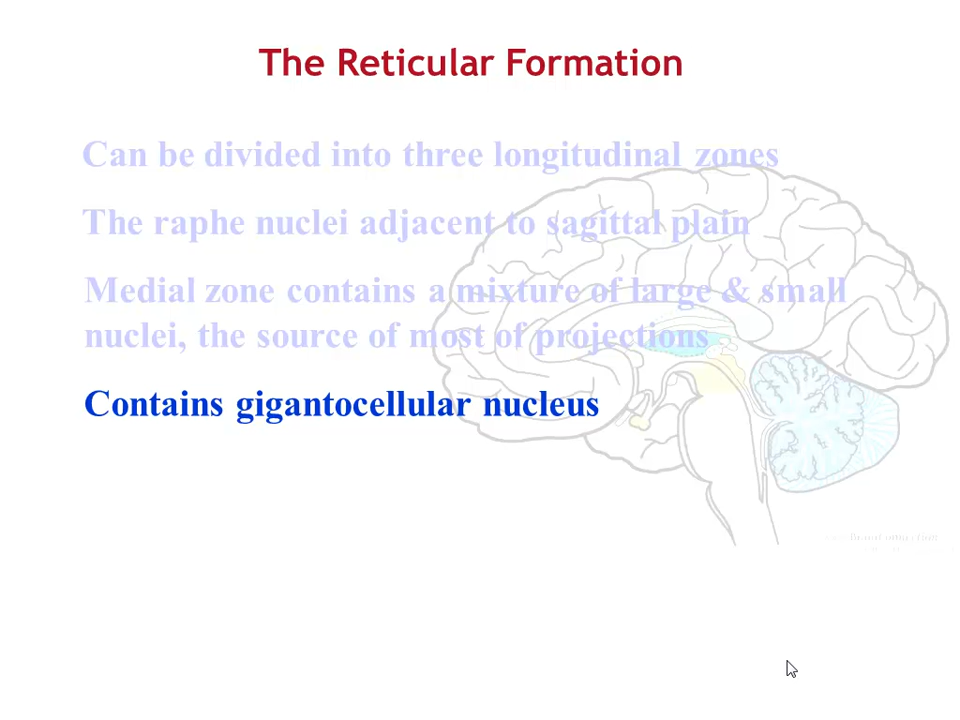 The Reticular Formation
Can be divided into three longitudinal zones
The raphe nuclei adjacent to sagittal plain
Medial zone contains a mixture of large & small
nuclei, the source of most of projections
Contains gigantocellular nucleus